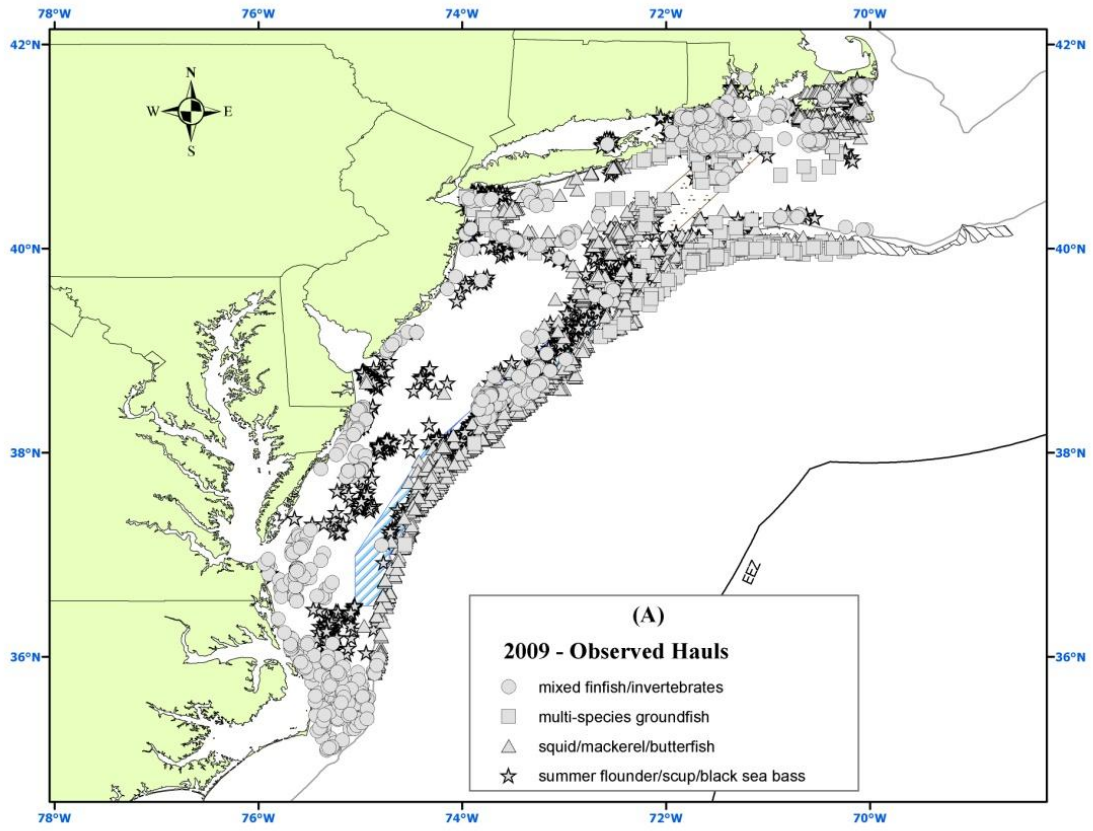 78°W 76°W 74°W 72°W 70°W
42°N 42°N
N
W E
S
40°N 40°N
38°N 38°N
EEZ
(A)
2009 - Observed Hauls
mixed finfish/invertebrates
36°N 36°N
multi-species groundfish
squid/mackerel/butterfish
summer flounder/scup/black sea bass
78°W 76°W 74°W 72°W 70°W